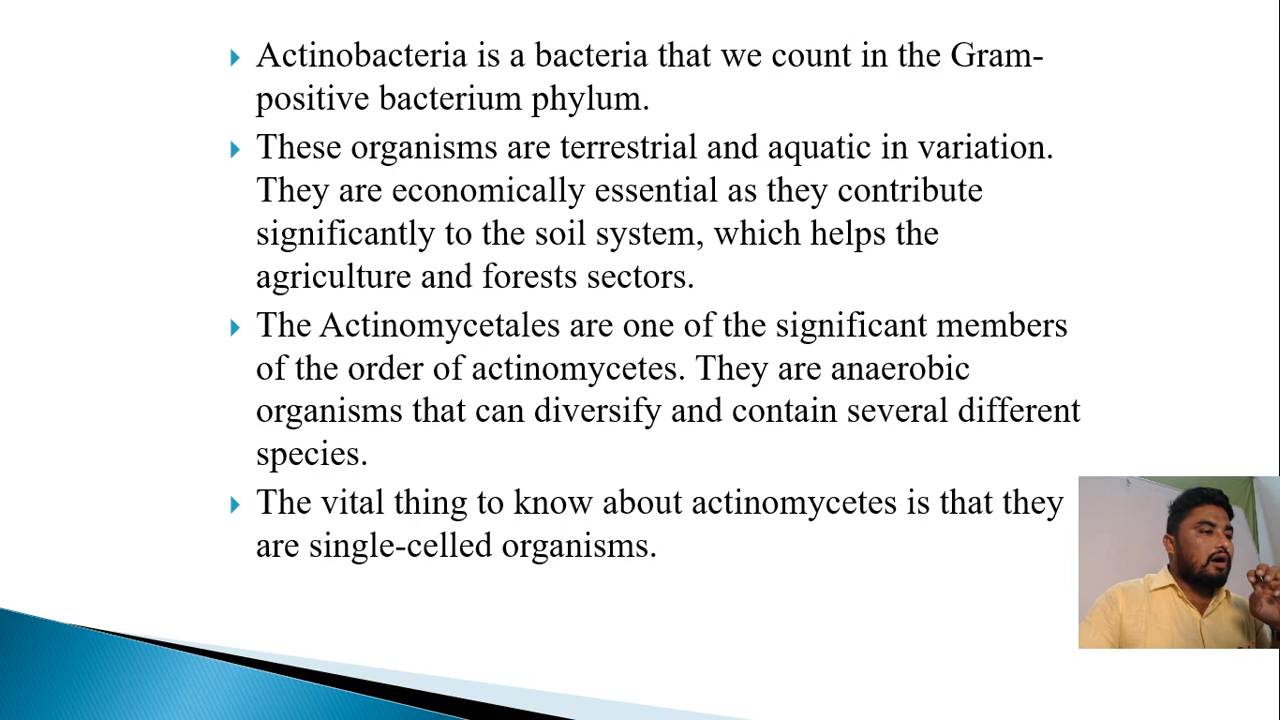 Actinobacteria is a bacteria that we count in the Gram-
positive bacterium phylum.
These organisms are terrestrial and aquatic in variation.
They are economically essential as they contribute
significantly to the soil system, which helps the
agriculture and forests sectors.
The Actinomycetales are one of the significant members
of the order of actinomycetes. They are anaerobic
organisms that can diversify and contain several different
species.
The vital thing to know about actinomycetes is that they
are single-celled organisms.